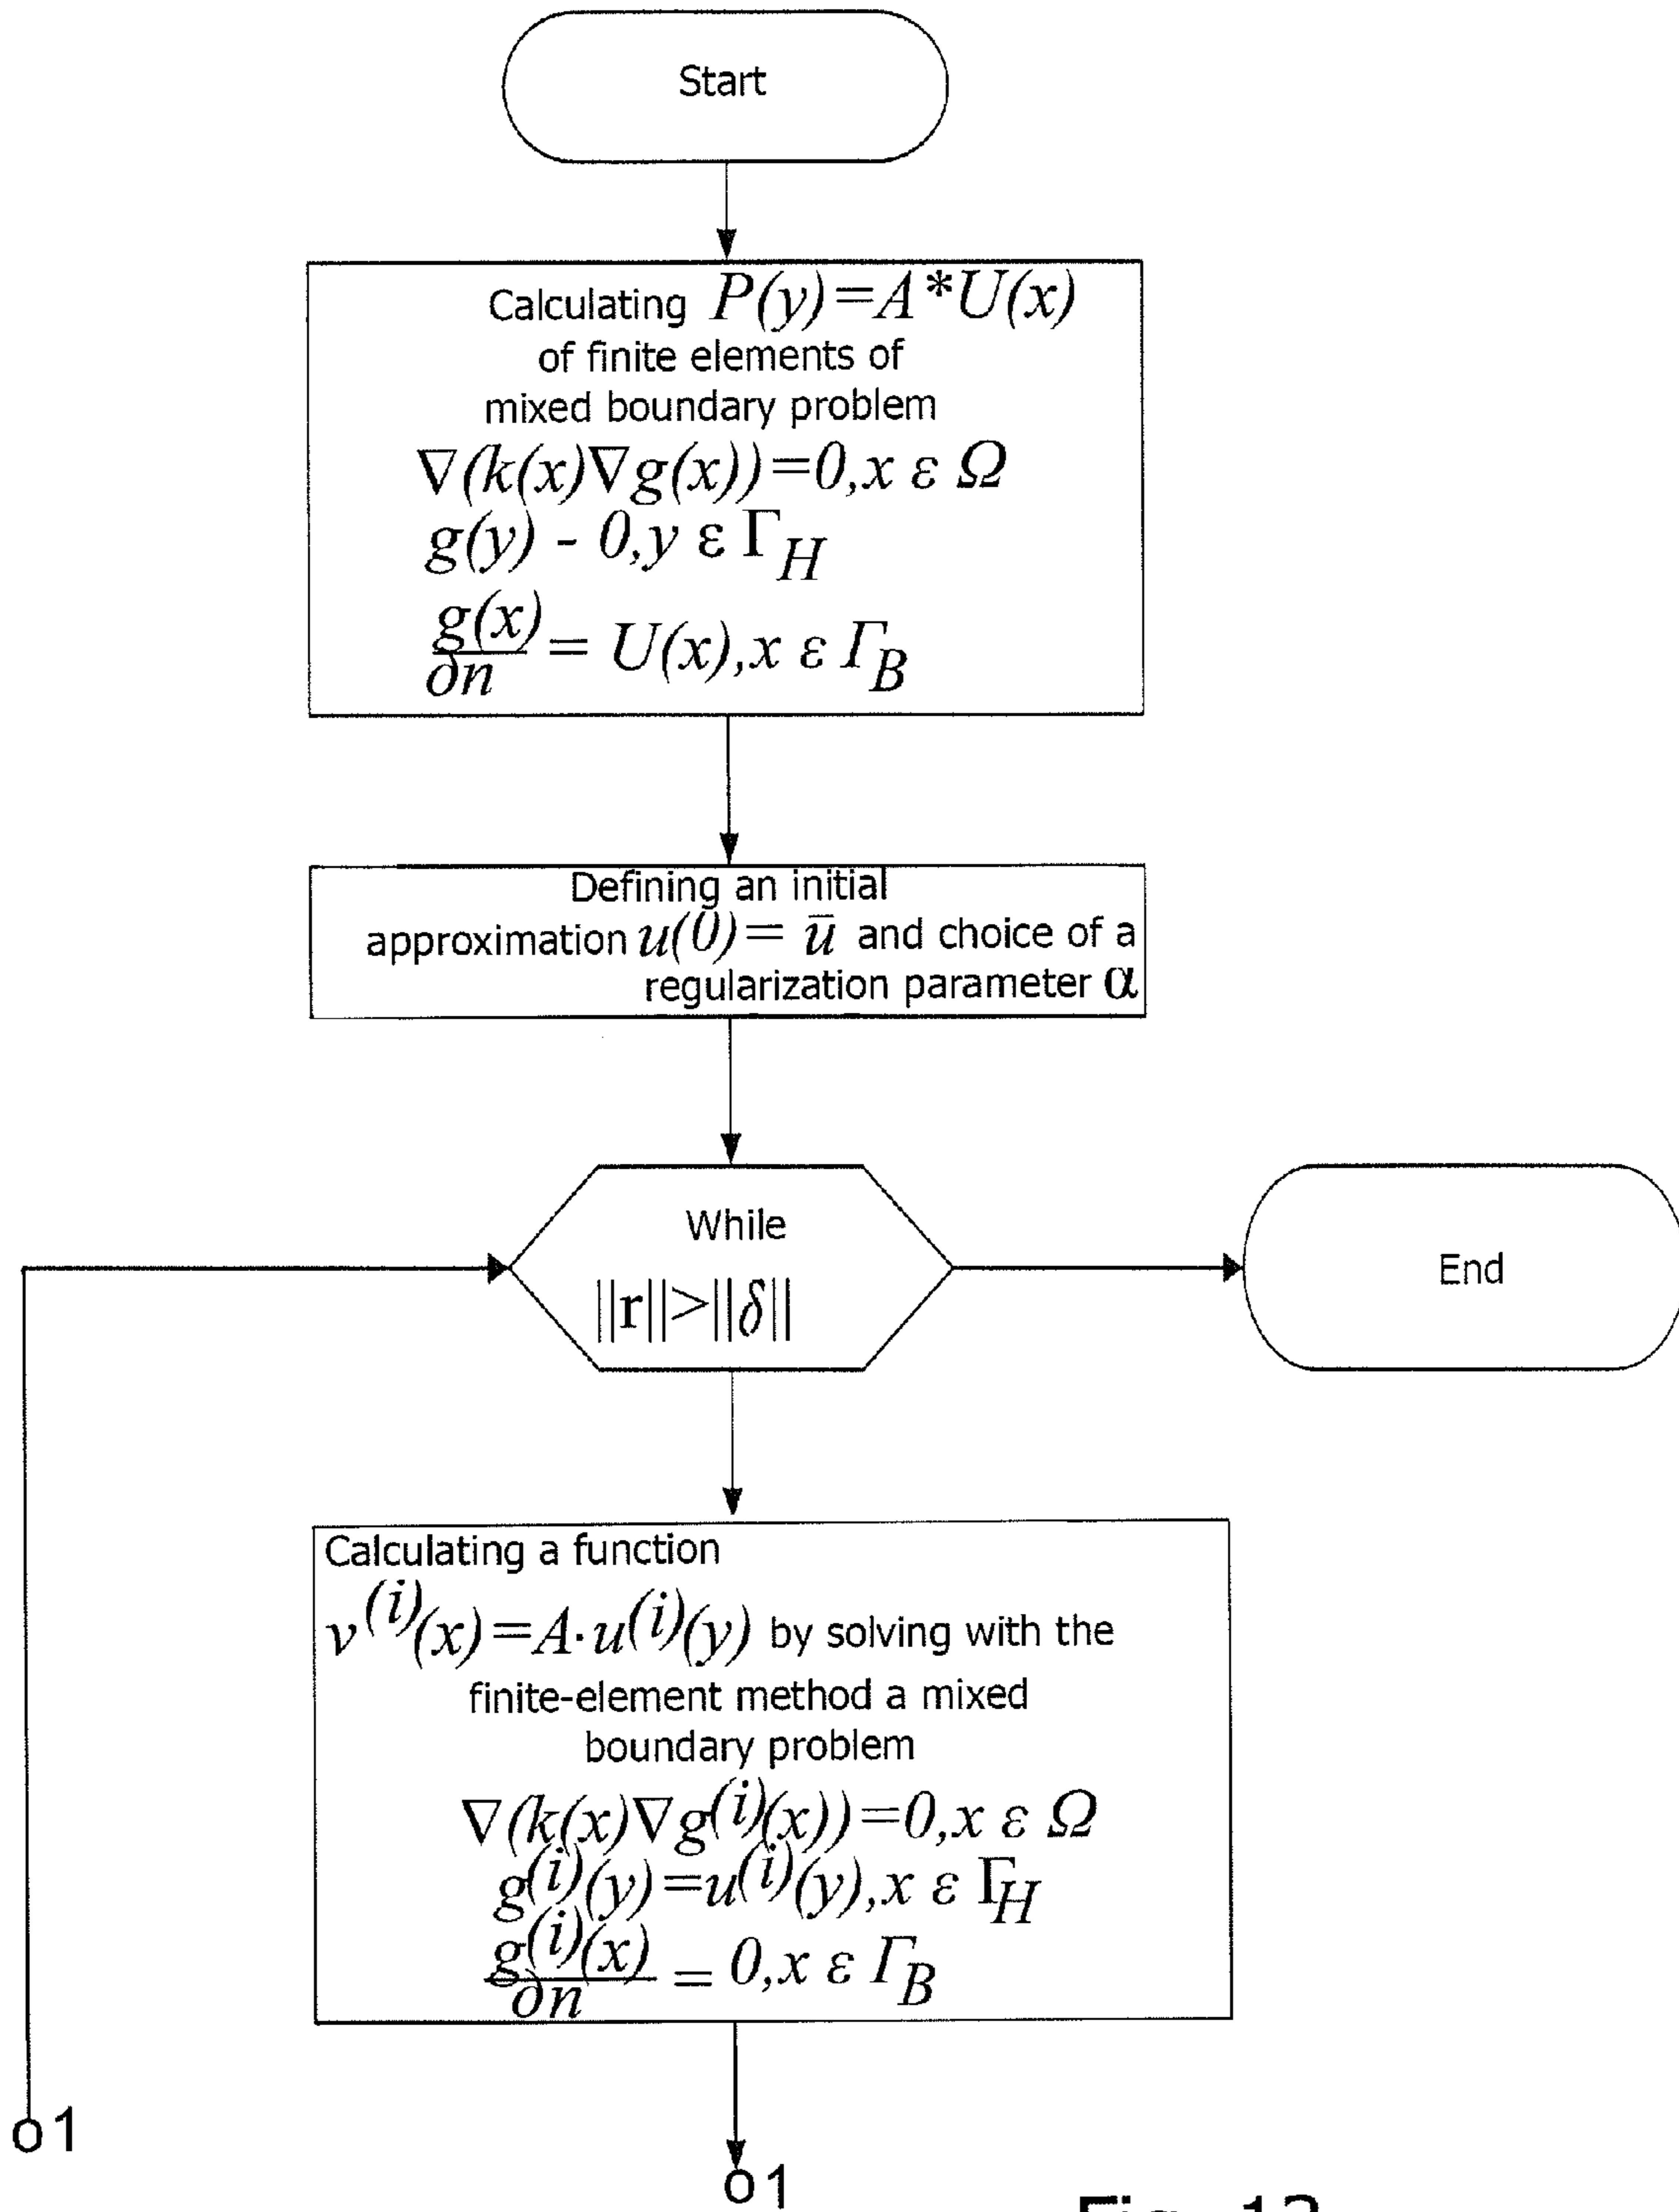 Start
Calculating P(y)=A*U(x)
of finite elements of
mixed boundary problem
∇(k(x)∇g(x))=0,x ε Ω
g(y) - 0,y ε Γ_H
g(x)/∂n = U(x),x ε Γ_B
Defining an initial
approximation u(0)= ū and choice of a
regularization parameter α
While
||r||>||δ||
End
Calculating a function
v^(i)(x)=A·u^(i)(y) by solving with the
finite-element method a mixed
boundary problem
∇(k(x)∇g^(i)(x))=0,x ε Ω
g^(i)(y)=u^(i)(y),x ε Γ_H
g^(i)(x)/∂n = 0,x ε Γ_B
o1
o1